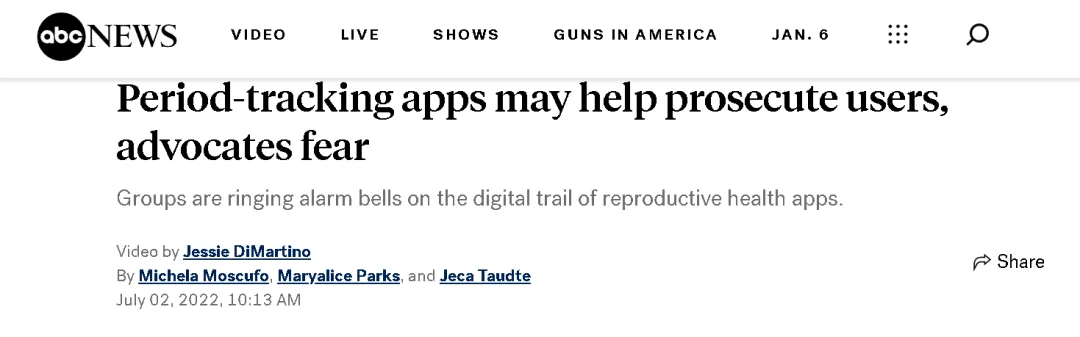 abc NEWS VIDEO LIVE SHOWS GUNS IN AMERICA JAN. 6
Period-tracking apps may help prosecute users,
advocates fear
Groups are ringing alarm bells on the digital trail of reproductive health apps.
Video by Jessie DiMartino
By Michela Moscufo, Maryalice Parks, and Jeca Taudte
July 02, 2022, 10:13 AM
Share